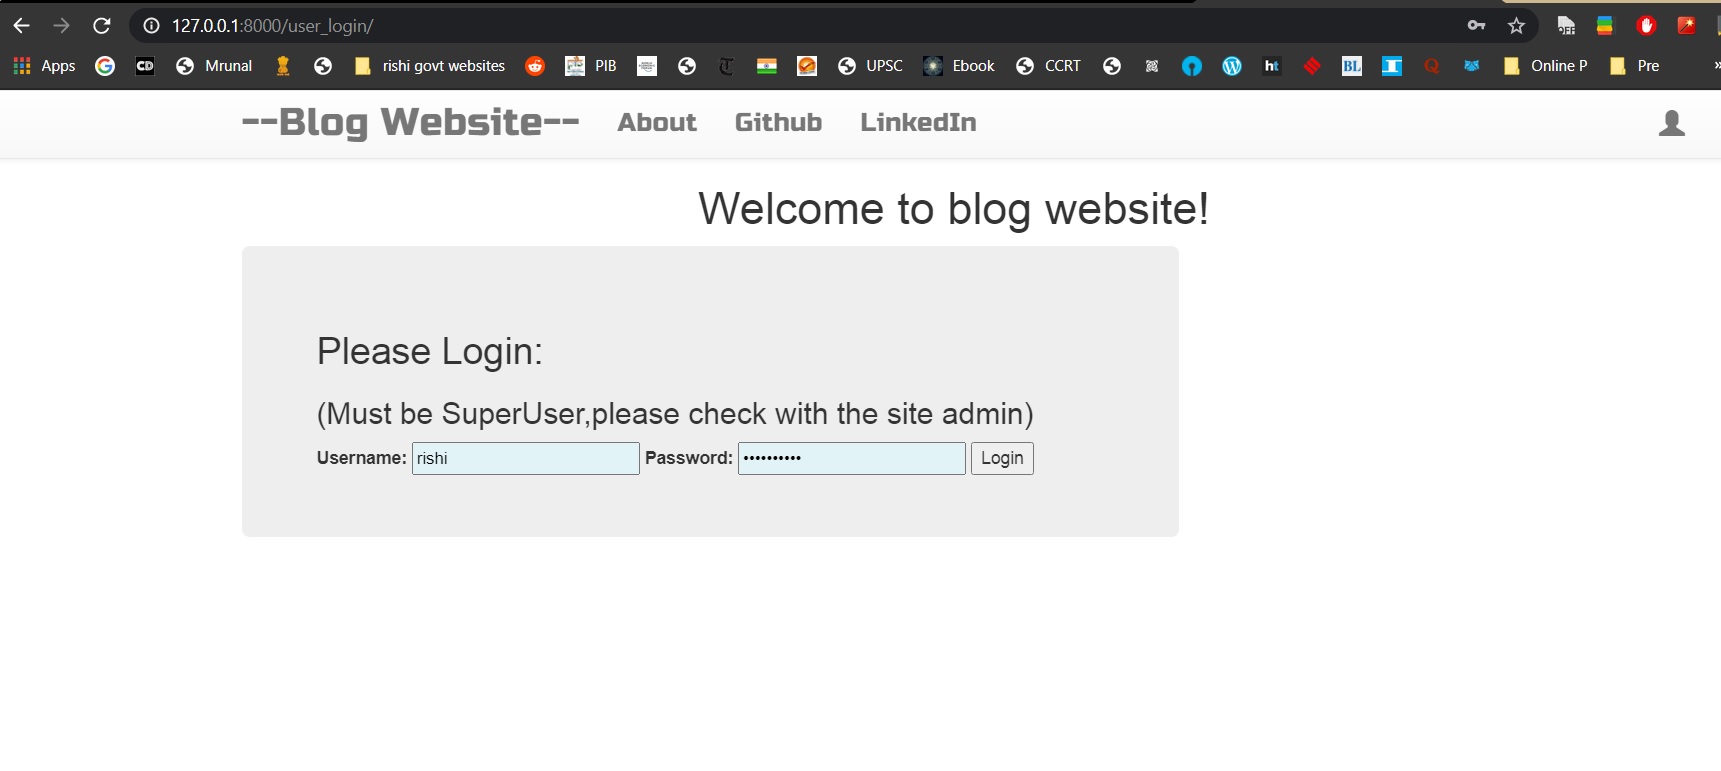 127.0.0.1:8000/user_login/
Apps Mrunal rishi govt websites PIB UPSC Ebook CCRT Online P Pre »
--Blog Website-- About Github LinkedIn
Welcome to blog website!
Please Login:
(Must be SuperUser,please check with the site admin)
Username: rishi Password: •••••••••• Login